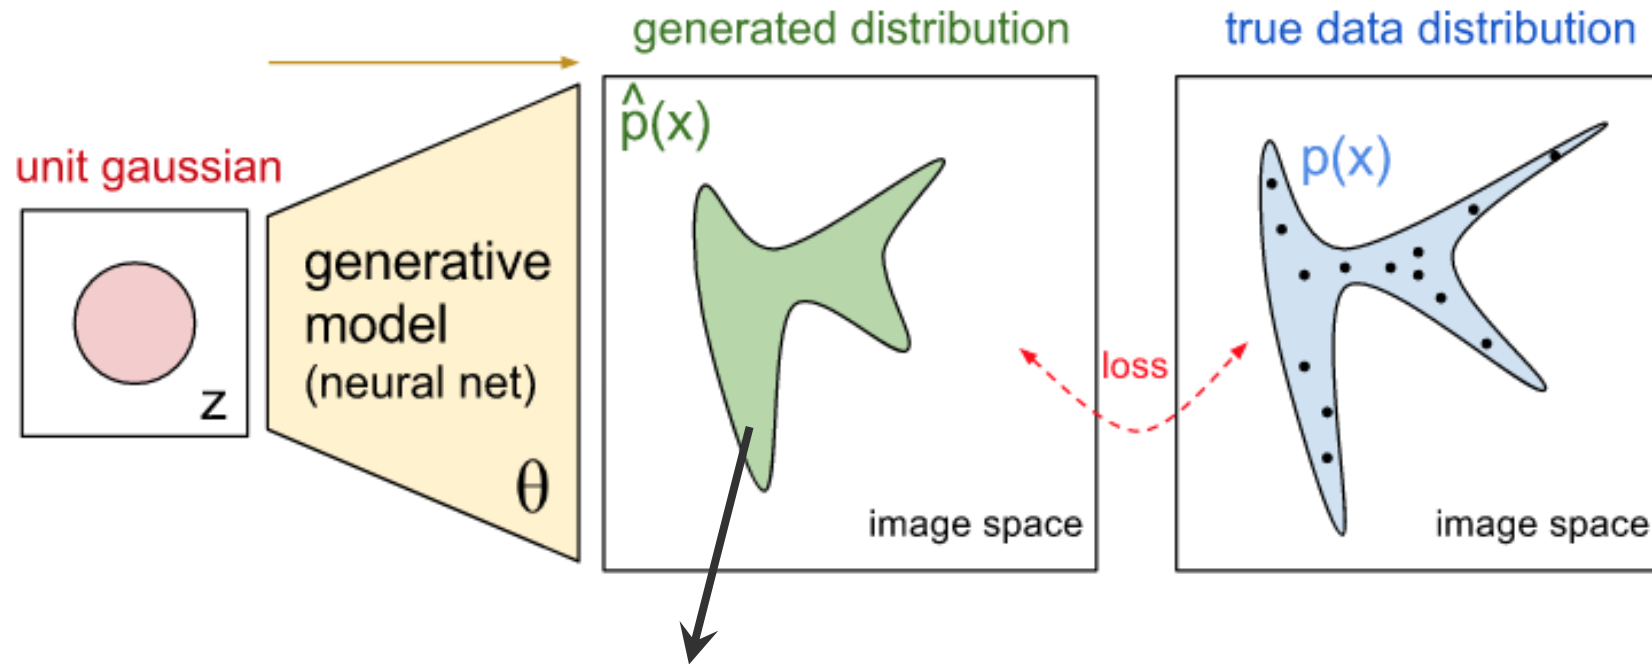 unit gaussian
z
generative
model
(neural net)
θ
generated distribution
p̂(x)
image space
loss
true data distribution
p(x)
image space